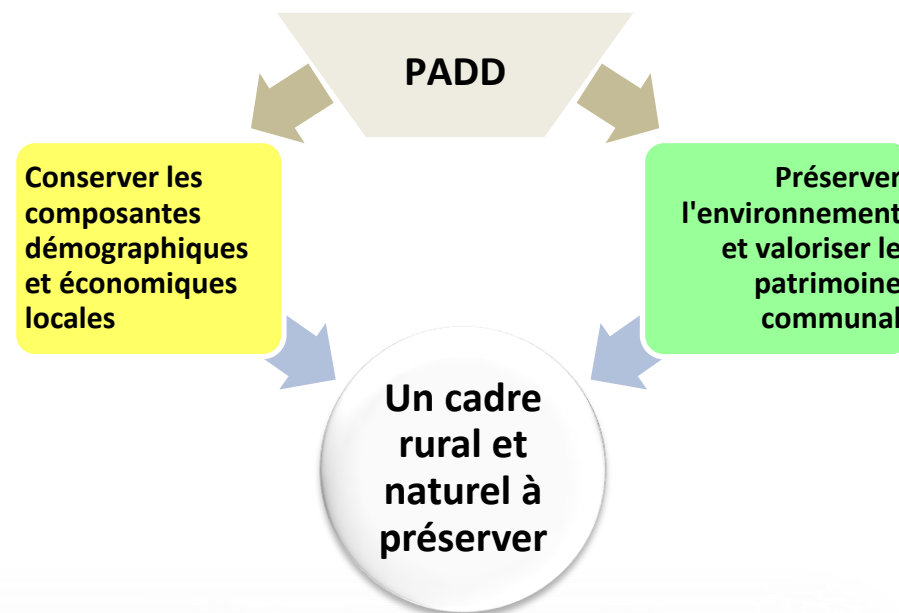 PADD
Conserver les
composantes
démographiques
et économiques
locales
Préserver
l'environnement
et valoriser le
patrimoine
communal
Un cadre
rural et
naturel à
préserver